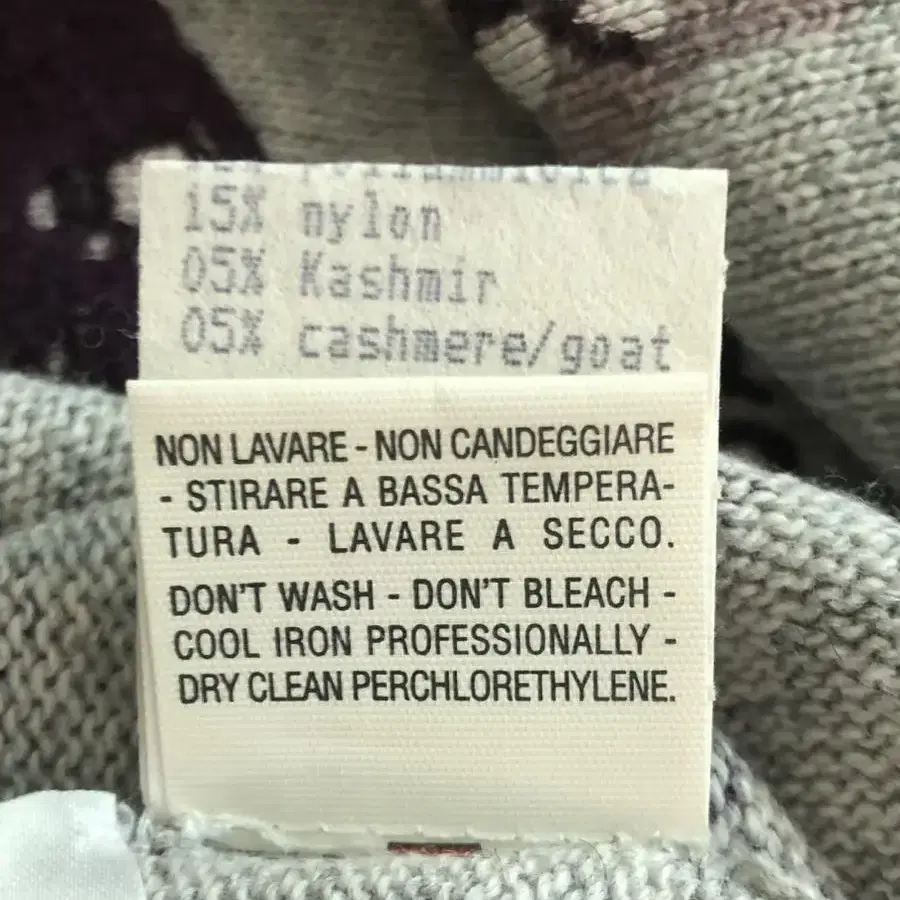 15% nylon
05% Kashmir
05% cashmere/goat
NON LAVARE - NON CANDEGGIARE
- STIRARE A BASSA TEMPERA-
TURA - LAVARE A SECCO.
DON'T WASH - DON'T BLEACH -
COOL IRON PROFESSIONALLY -
DRY CLEAN PERCHLORETHYLENE.